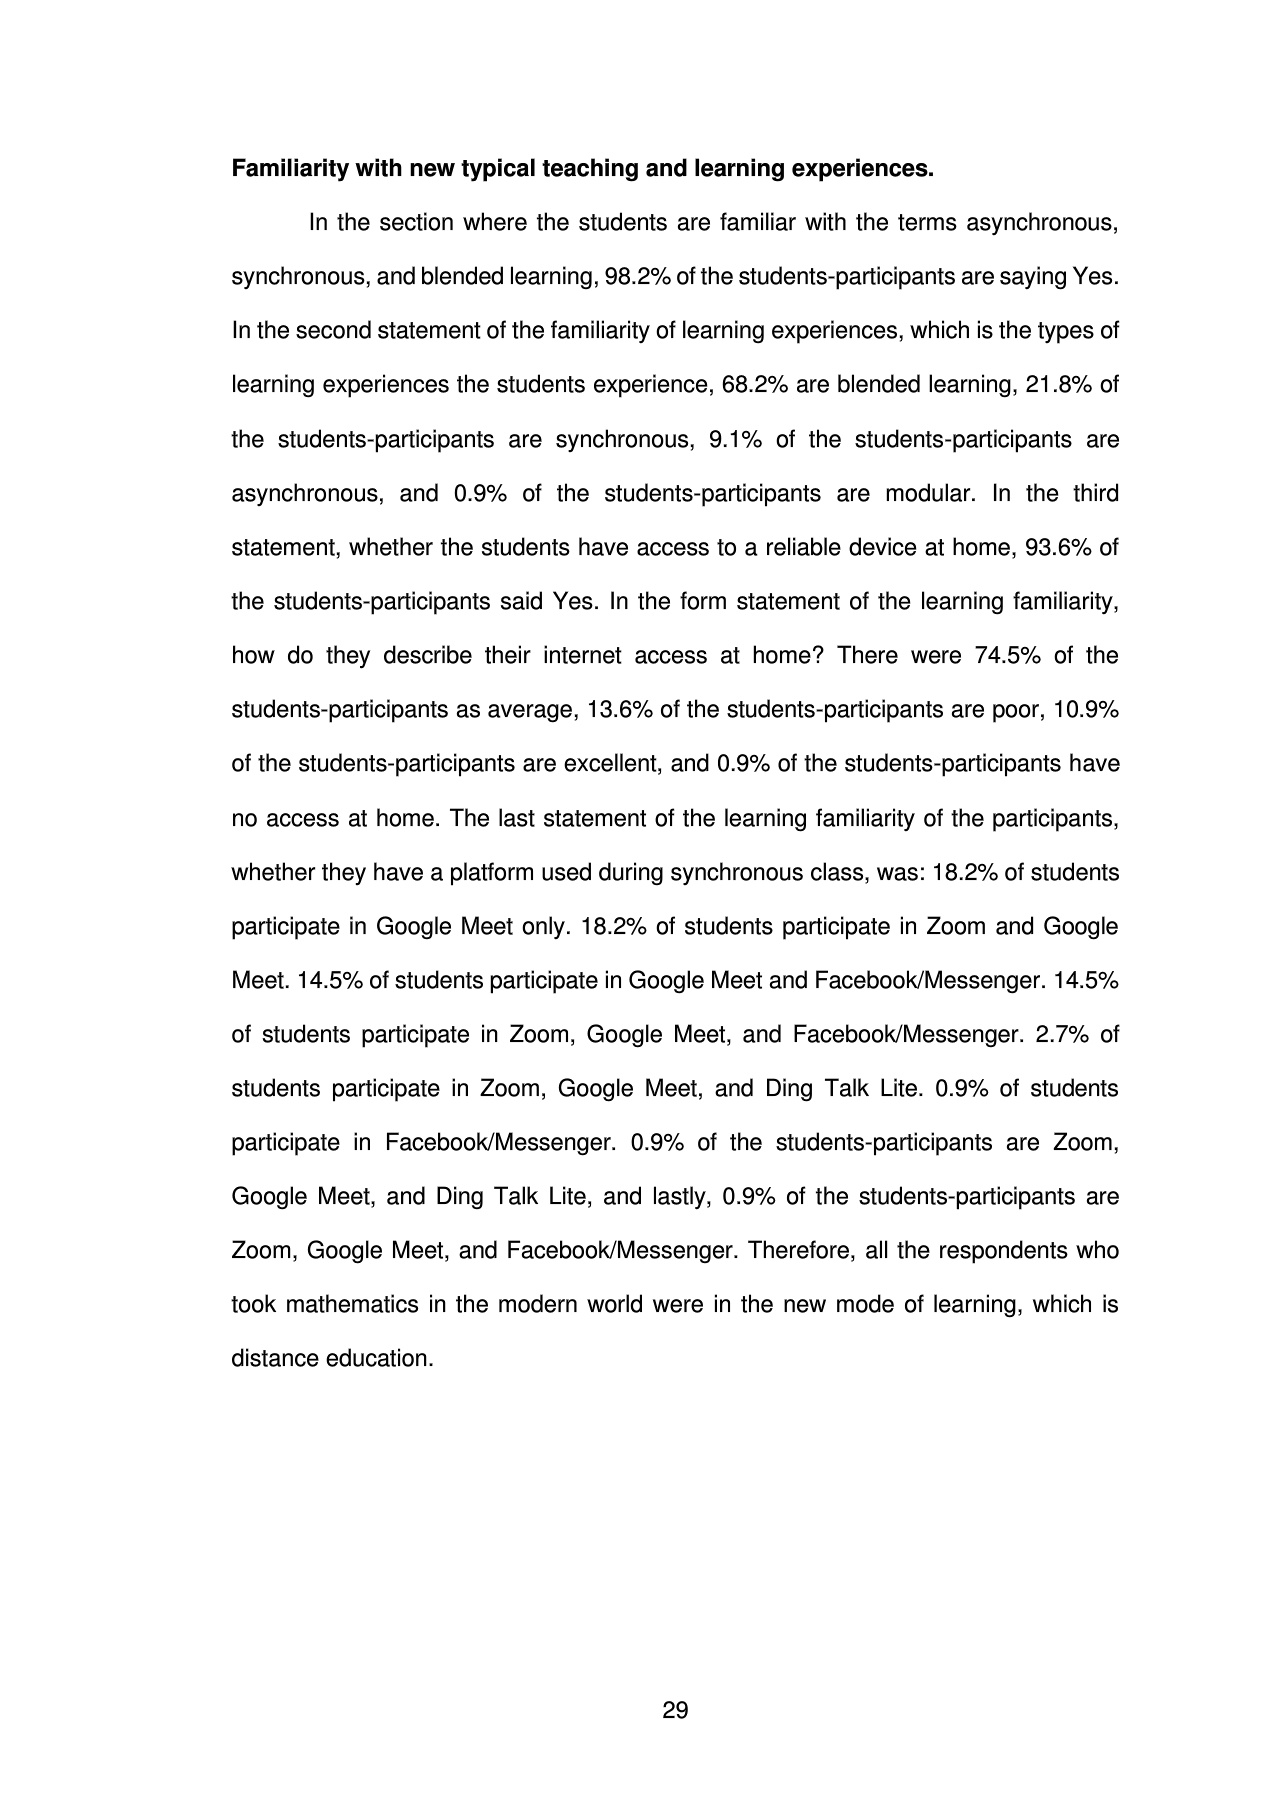 Familiarity with new typical teaching and learning experiences.
In the section where the students are familiar with the terms asynchronous,
synchronous, and blended learning, 98.2% of the students-participants are saying Yes.
In the second statement of the familiarity of learning experiences, which is the types of
learning experiences the students experience, 68.2% are blended learning, 21.8% of
the students-participants are synchronous, 9.1% of the students-participants are
asynchronous, and 0.9% of the students-participants are modular. In the third
statement, whether the students have access to a reliable device at home, 93.6% of
the students-participants said Yes. In the form statement of the learning familiarity,
how do they describe their internet access at home? There were 74.5% of the
students-participants as average, 13.6% of the students-participants are poor, 10.9%
of the students-participants are excellent, and 0.9% of the students-participants have
no access at home. The last statement of the learning familiarity of the participants,
whether they have a platform used during synchronous class, was: 18.2% of students
participate in Google Meet only. 18.2% of students participate in Zoom and Google
Meet. 14.5% of students participate in Google Meet and Facebook/Messenger. 14.5%
of students participate in Zoom, Google Meet, and Facebook/Messenger. 2.7% of
students participate in Zoom, Google Meet, and Ding Talk Lite. 0.9% of students
participate in Facebook/Messenger. 0.9% of the students-participants are Zoom,
Google Meet, and Ding Talk Lite, and lastly, 0.9% of the students-participants are
Zoom, Google Meet, and Facebook/Messenger. Therefore, all the respondents who
took mathematics in the modern world were in the new mode of learning, which is
distance education.
29